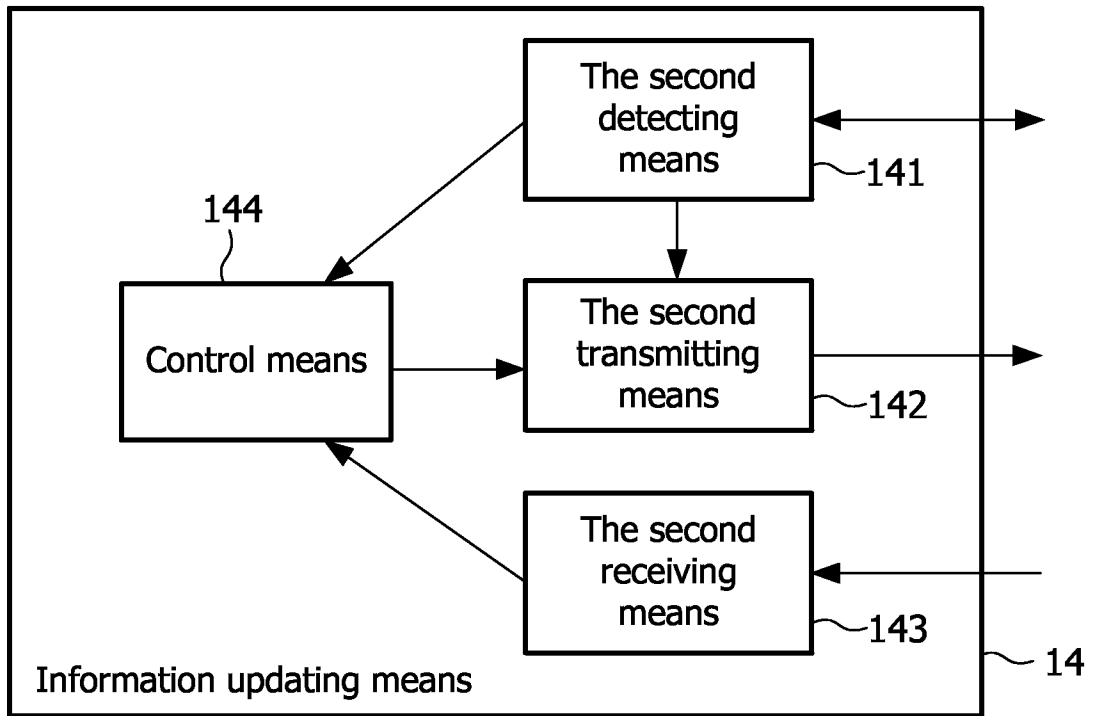 The second
detecting
means
141
144
The second
transmitting
means
Control means
142
The second
receiving
means
143
14
Information updating means